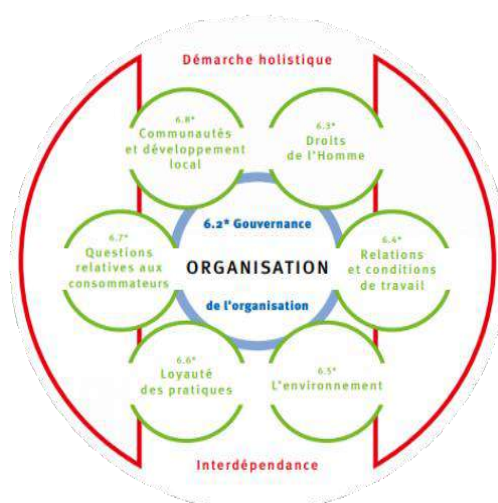 Démarche holistique
6.8*
Communautés
et développement
local
6.3*
Droits
de l'Homme
6.2* Gouvernance
ORGANISATION
de l'organisation
6.7*
Questions
relatives aux
consommateurs
6.4*
Relations
et conditions
de travail
6.6*
Loyauté
des pratiques
6.5*
L'environnement
Interdépendance